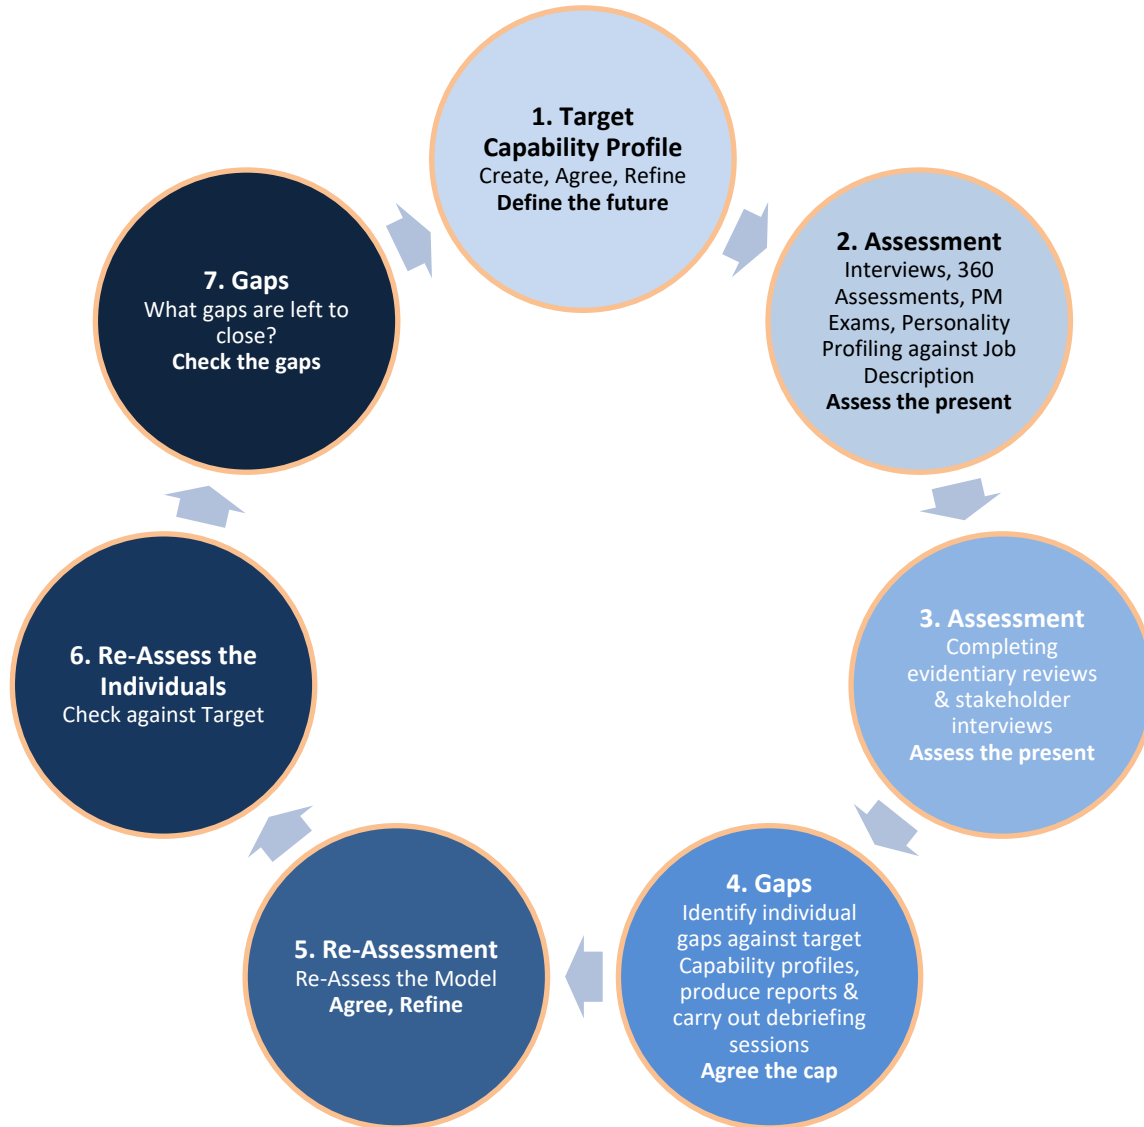 1. Target
Capability Profile
Create, Agree, Refine
Define the future
2. Assessment
Interviews, 360
Assessments, PM
Exams, Personality
Profiling against Job
Description
Assess the present
3. Assessment
Completing
evidentiary reviews
& stakeholder
interviews
Assess the present
4. Gaps
Identify individual
gaps against target
Capability profiles,
produce reports &
carry out debriefing
sessions
Agree the cap
5. Re-Assessment
Re-Assess the Model
Agree, Refine
6. Re-Assess the
Individuals
Check against Target
7. Gaps
What gaps are left to
close?
Check the gaps